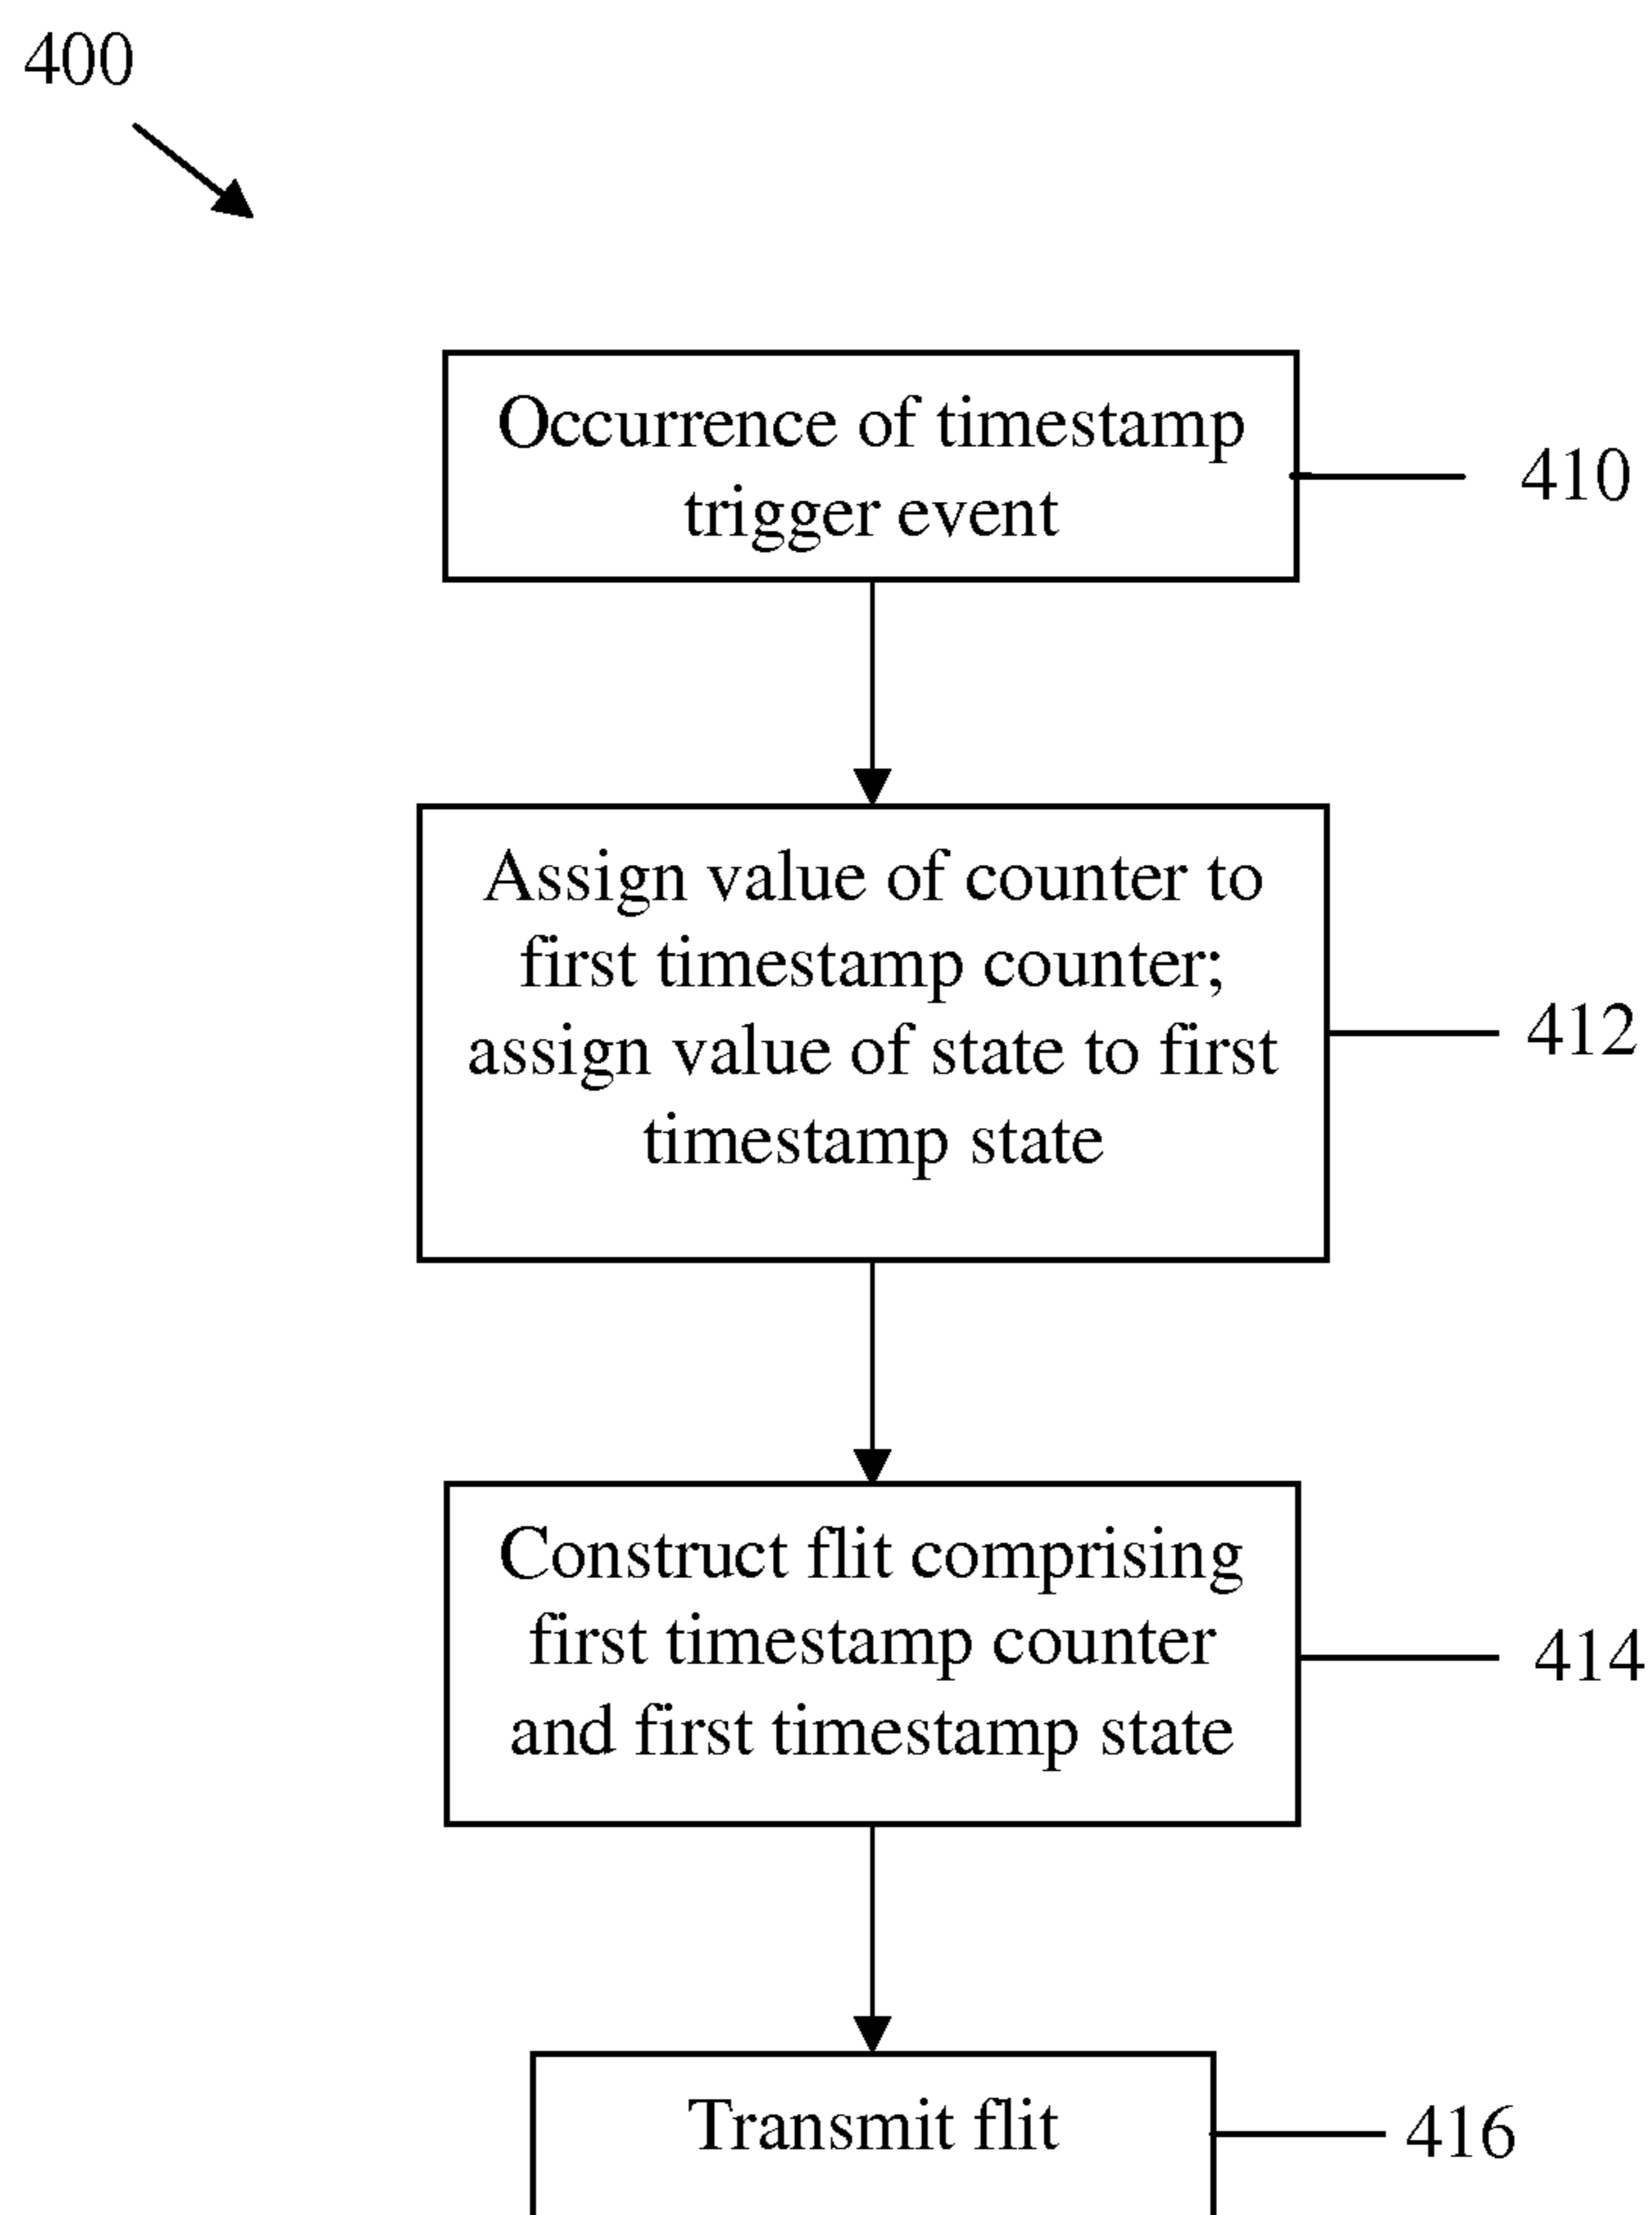 400
Occurrence of timestamp
trigger event
410
Assign value of counter to
first timestamp counter;
assign value of state to first
timestamp state
412
Construct flit comprising
first timestamp counter
and first timestamp state
414
Transmit flit
416